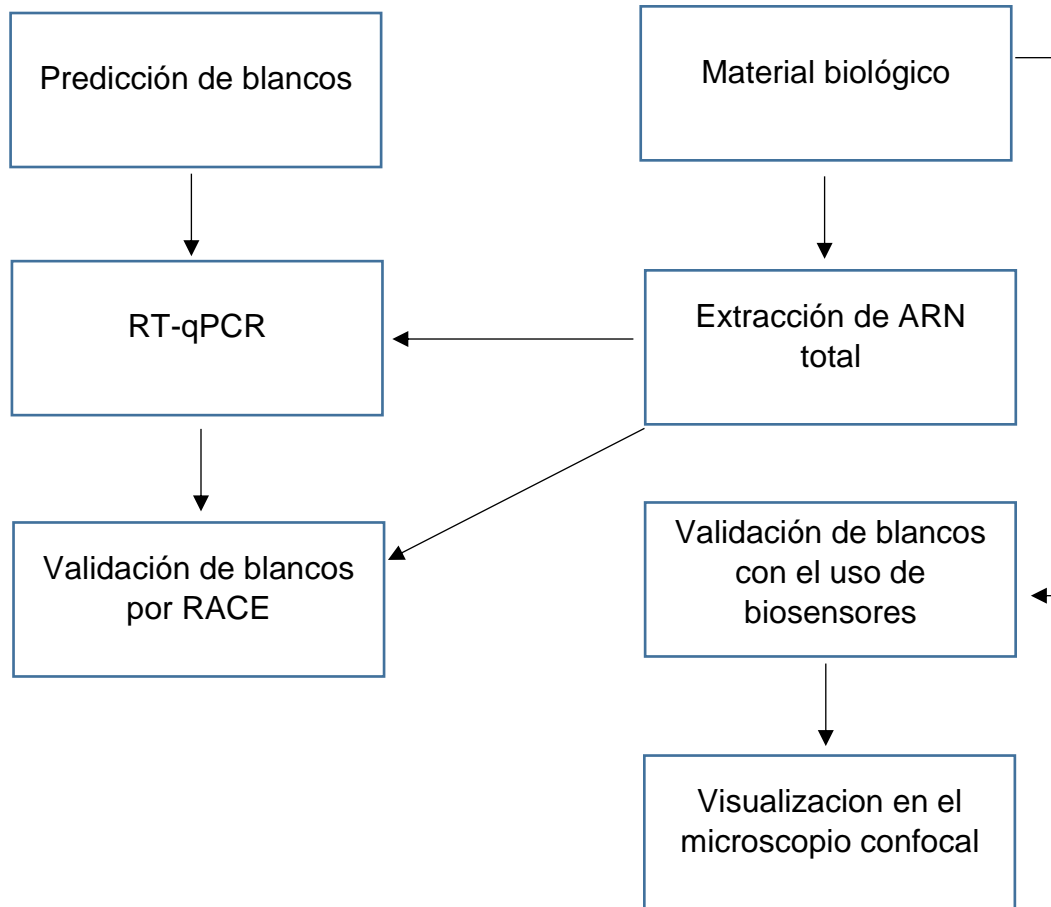 Predicción de blancos
Material biológico
RT-qPCR
Extracción de ARN
total
Validación de blancos
por RACE
Validación de blancos
con el uso de
biosensores
Visualizacion en el
microscopio confocal